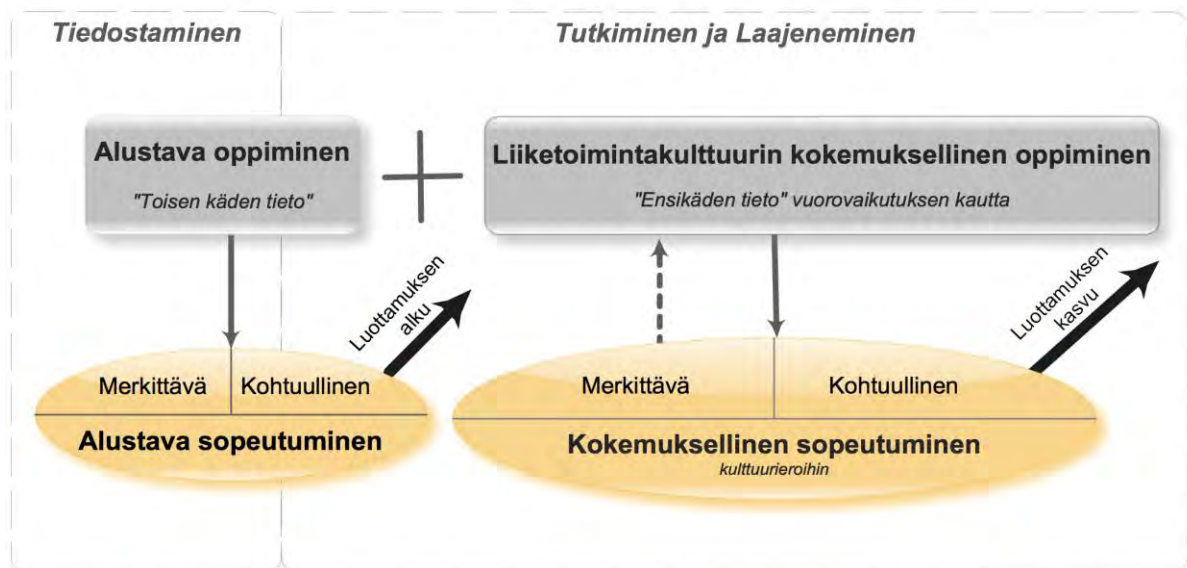 Tiedostaminen
Tutkiminen ja Laajeneminen
Alustava oppiminen
"Toisen käden tieto"
Liiketoimintakulttuurin kokemuksellinen oppiminen
"Ensikäden tieto" vuorovaikutuksen kautta
Luottamuksen
alku
Luottamuksen
kasvu
Merkittävä
Kohtuullinen
Alustava sopeutuminen
Merkittävä
Kohtuullinen
Kokemuksellinen sopeutuminen
kulttuurieroihin